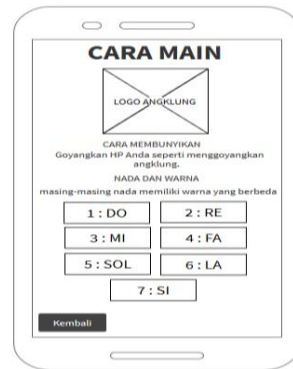 CARA MAIN
LOGO ANGKLUNG
CARA MEMBUNYIKAN
Goyangkan HP Anda seperti menggoyangkan
angklung.
NADA DAN WARNA
masing-masing nada memiliki warna yang berbeda
1 : DO
2 : RE
3 : MI
4 : FA
5 : SOL
6 : LA
7 : SI
Kembali